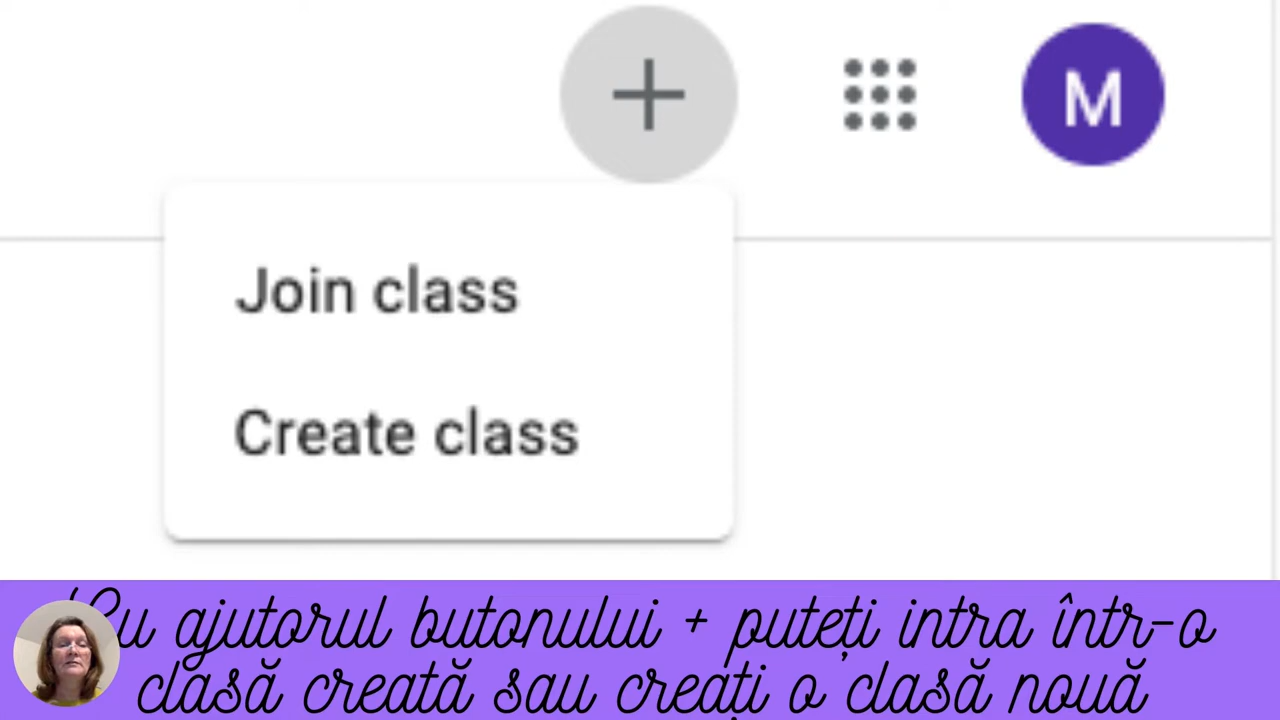 +
M
Join class
Create class
Cu ajutorul butonului + puteți intra într-o
clasă creată sau creați o clasă nouă